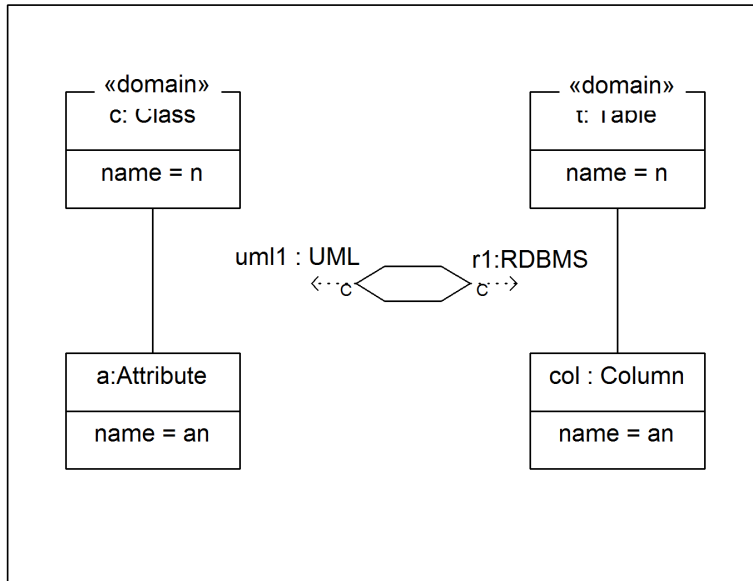 «domain»
c: Class
name = n
«domain»
t: Table
name = n
uml1 : UML
r1:RDBMS
C
C
a:Attribute
name = an
col : Column
name = an